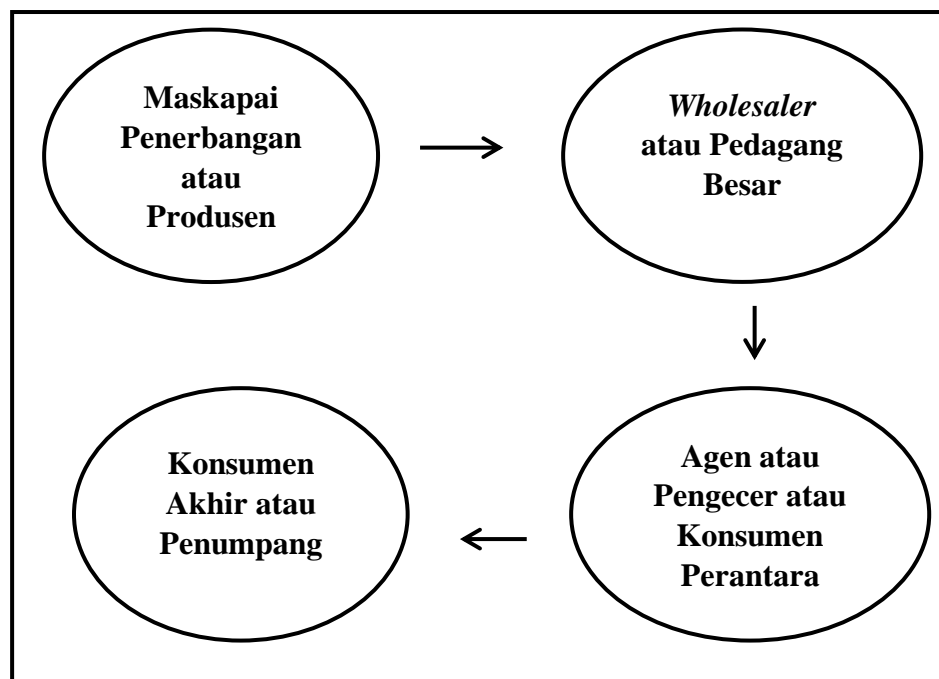 Maskapai
Penerbangan
atau
Produsen
Wholesaler
atau Pedagang
Besar
Agen atau
Pengecer atau
Konsumen
Perantara
Konsumen
Akhir atau
Penumpang